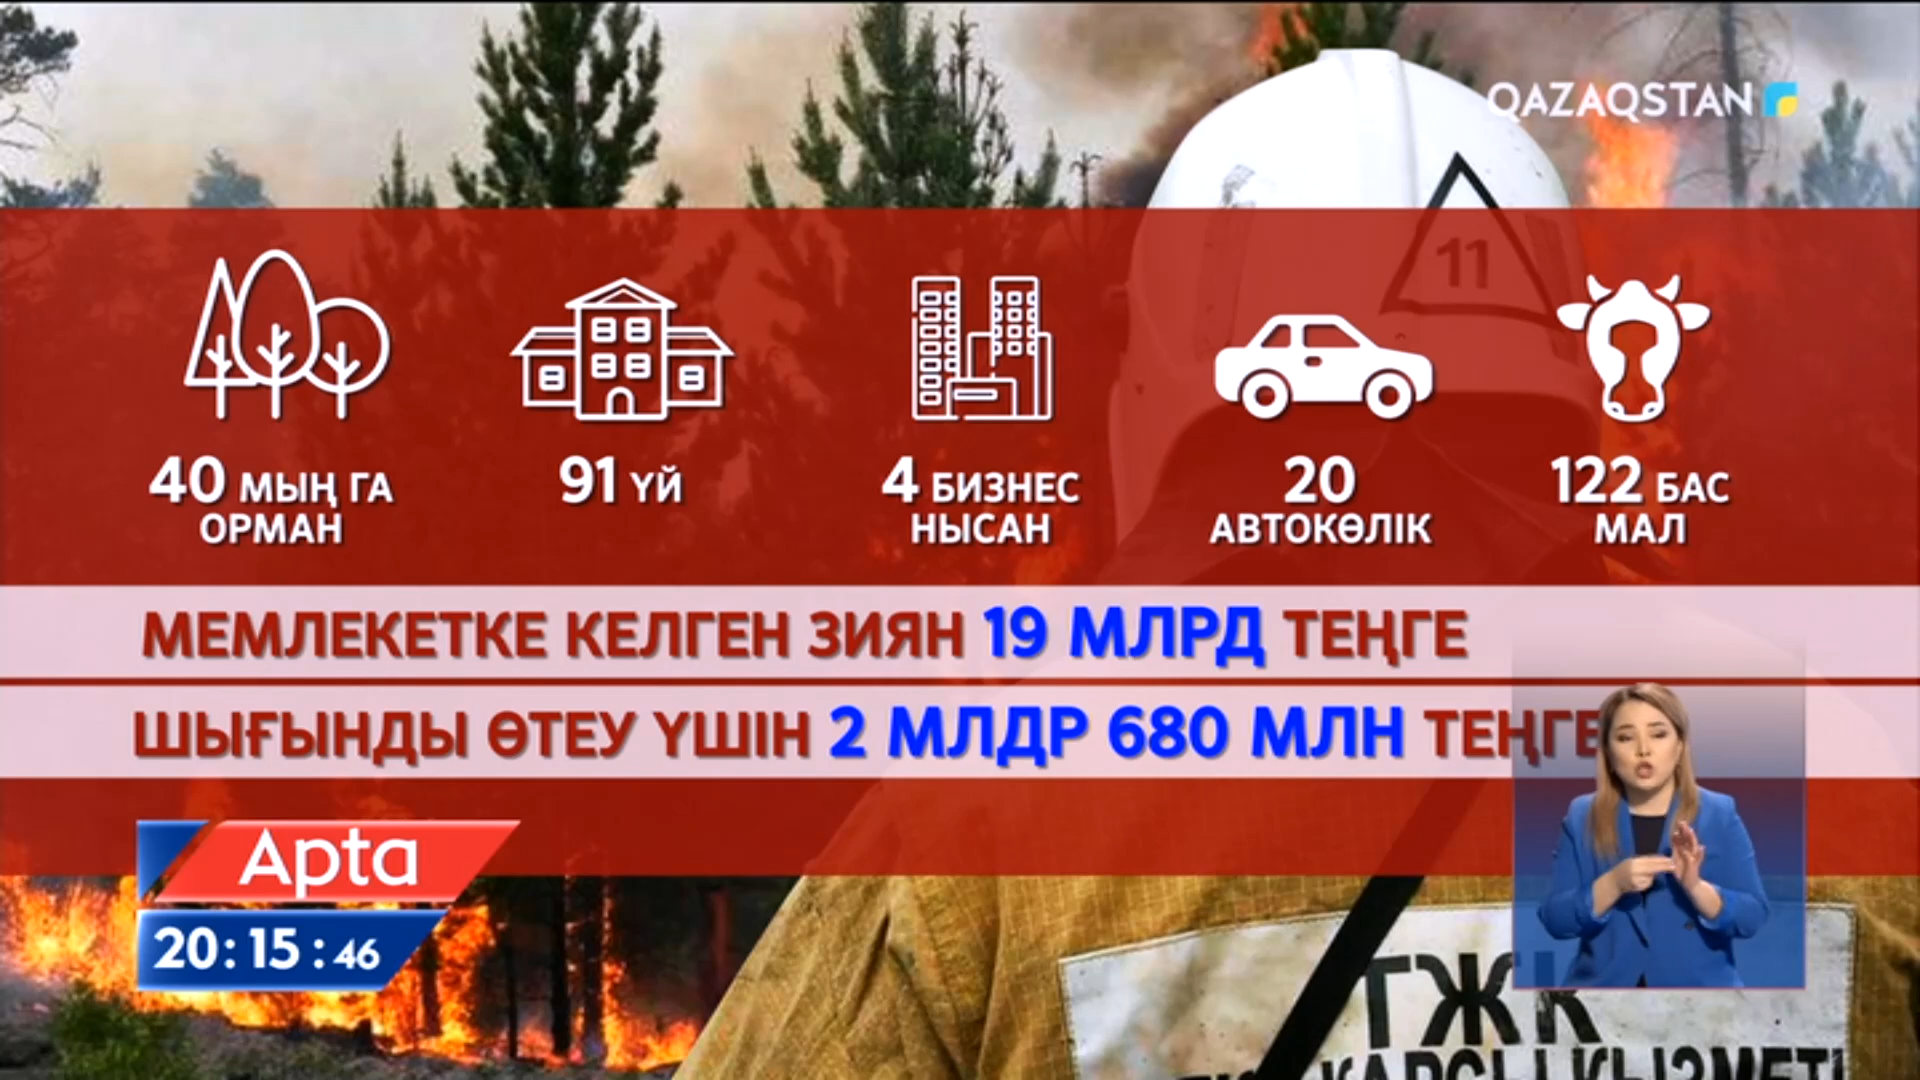 QAZAQSTAN
11
40 МЫҢ ГА
ОРМАН
91 ҮЙ
4 БИЗНЕС
НЫСАН
20
АВТОКӨЛІК
122 БАС
МАЛ
МЕМЛЕКЕТКЕ КЕЛГЕН ЗИЯН 19 МЛРД ТЕҢГЕ
ШЫҒЫНДЫ ӨТЕУ ҮШІН 2 МЛДР 680 МЛН ТЕҢГЕ
Apta
20:15:46
ТЖК